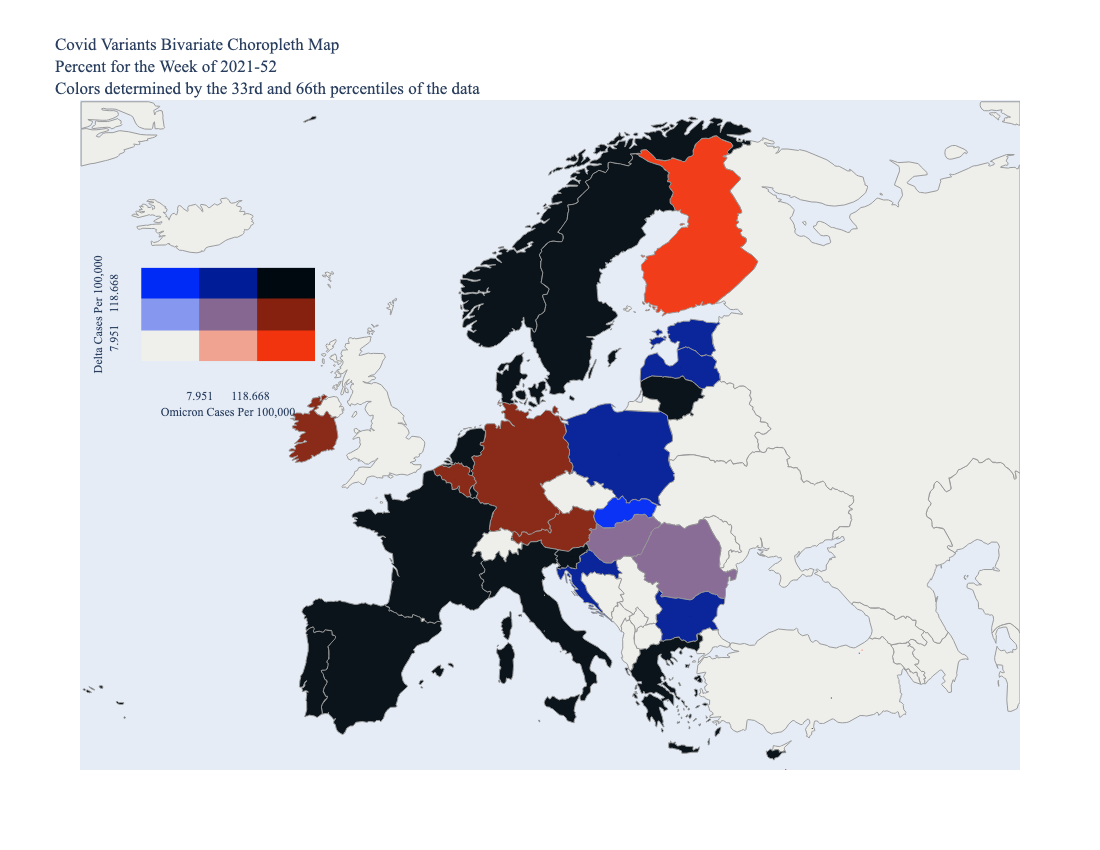 Covid Variants Bivariate Choropleth Map
Percent for the Week of 2021-52
Colors determined by the 33rd and 66th percentiles of the data
Delta Cases Per 100,000
7.951 118.668
7.951 118.668
Omicron Cases Per 100,000